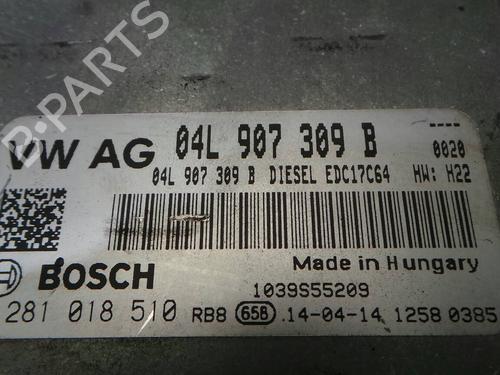 B-PARTS
VW AG 04L 907 309 B ----
0020
04L 907 309 B DIESEL EDC17C64 HW: H22
BOSCH Made in Hungary
1039S55209
281 018 510 RB8 656 .14-04-14 1258 0385